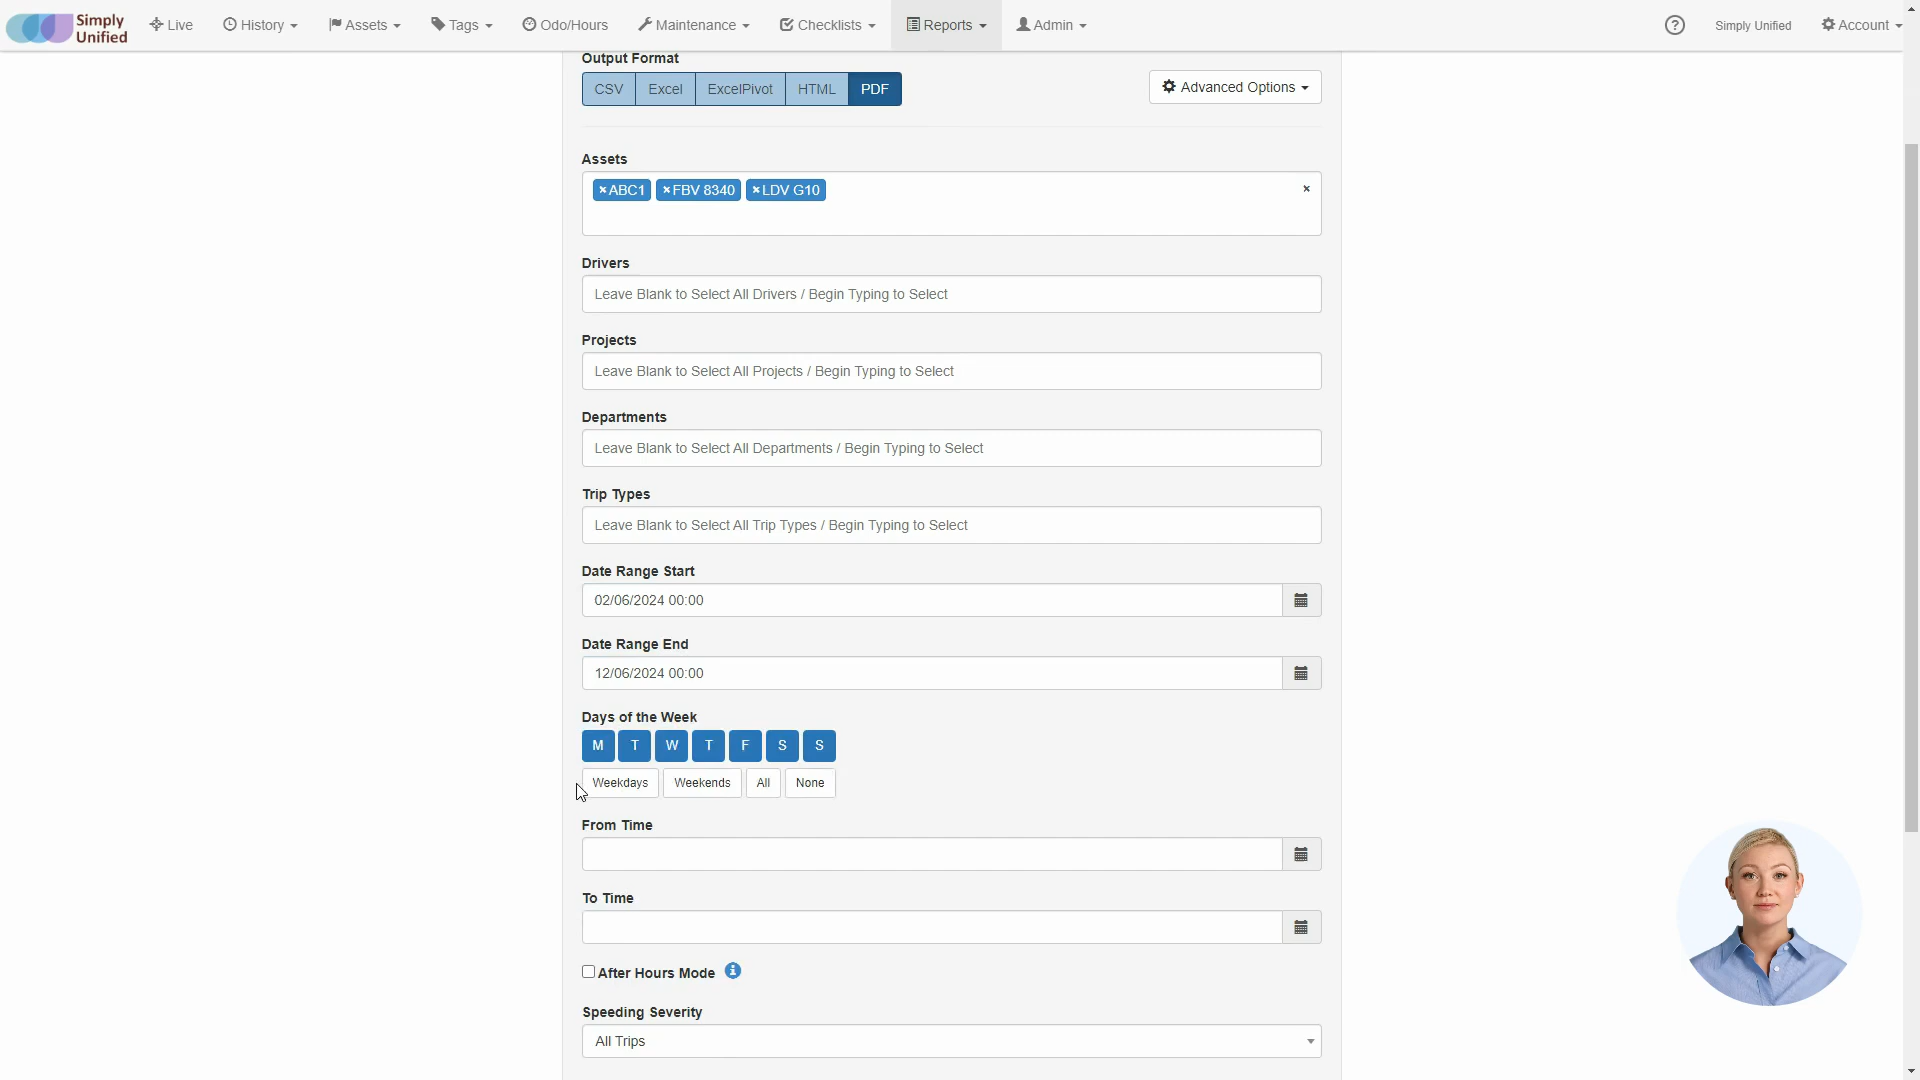 Simply Unified
Live
History
Assets
Tags
Odo/Hours
Maintenance
Checklists
Reports
Admin
Simply Unified
Account
Output Format
CSV
Excel
ExcelPivot
HTML
PDF
Advanced Options
Assets
×ABC1
×FBV 8340
×LDV G10
×
Drivers
Leave Blank to Select All Drivers / Begin Typing to Select
Projects
Leave Blank to Select All Projects / Begin Typing to Select
Departments
Leave Blank to Select All Departments / Begin Typing to Select
Trip Types
Leave Blank to Select All Trip Types / Begin Typing to Select
Date Range Start
02/06/2024 00:00
Date Range End
12/06/2024 00:00
Days of the Week
M T W T F S S
Weekdays
Weekends
All
None
From Time
To Time
After Hours Mode
Speeding Severity
All Trips